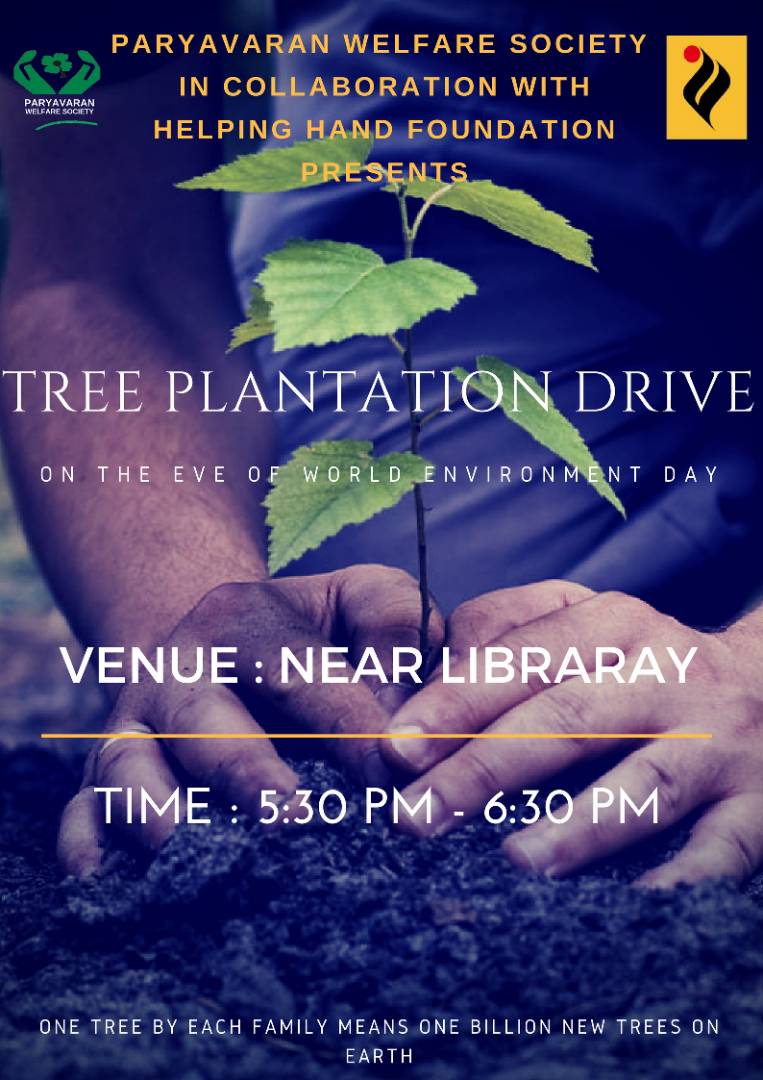 PARYAVARAN WELFARE SOCIETY
IN COLLABORATION WITH
HELPING HAND FOUNDATION
PRESENTS
PARYAVARAN
WELFARE SOCIETY
TREE PLANTATION DRIVE
ON THE EVE OF WORLD ENVIRONMENT DAY
VENUE : NEAR LIBRARAY
TIME : 5:30 PM - 6:30 PM
ONE TREE BY EACH FAMILY MEANS ONE BILLION NEW TREES ON
EARTH